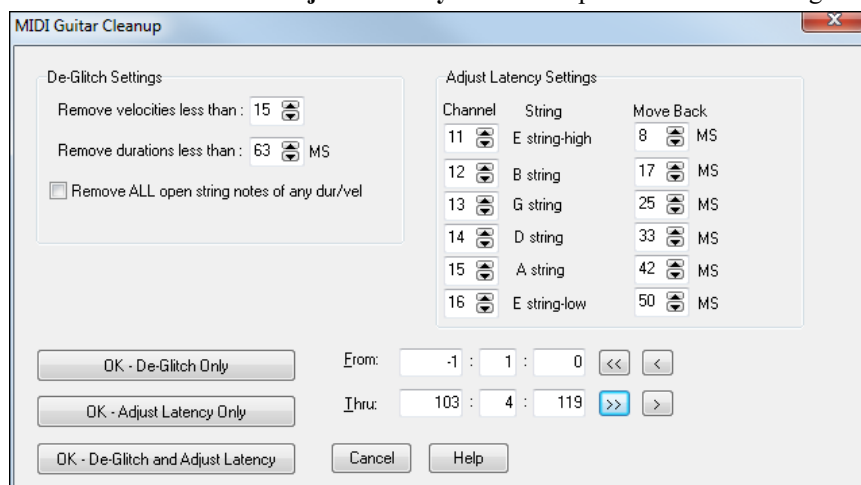 MIDI Guitar Cleanup
De-Glitch Settings
Remove velocities less than : 15
Remove durations less than : 63 MS
Remove ALL open string notes of any dur/vel
Adjust Latency Settings
Channel String Move Back
11 E string-high 8 MS
12 B string 17 MS
13 G string 25 MS
14 D string 33 MS
15 A string 42 MS
16 E string-low 50 MS
OK - De-Glitch Only
OK - Adjust Latency Only
OK - De-Glitch and Adjust Latency
From: -1 : 1 : 0 << <
Thru: 103 : 4 : 119 >> >
Cancel Help